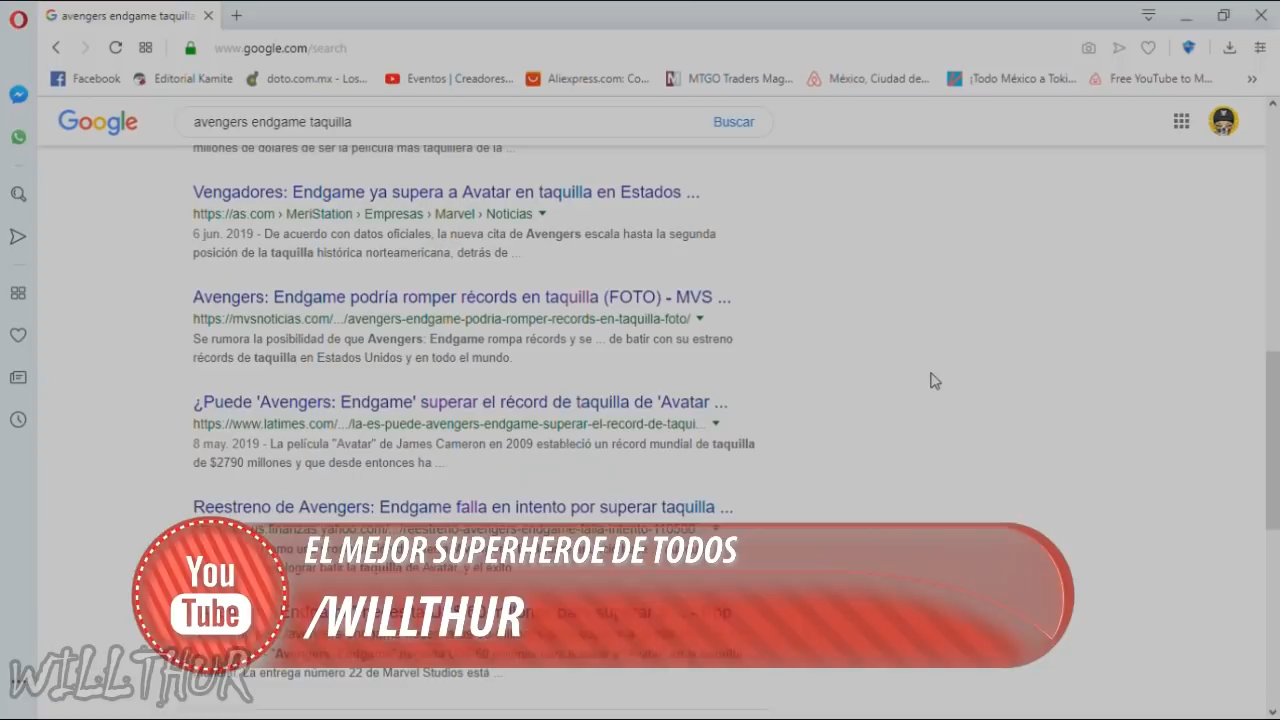 avengers endgame taquilla
www.google.com/search
Facebook
Editorial Kamite
doto.com.mx - Los...
Eventos | Creadores...
Aliexpress.com: Co...
MTGO Traders Mag...
México, Ciudad de...
¡Todo México a Toki...
Free YouTube to M...
Google
avengers endgame taquilla
Buscar
millones de dólares de ser la película más taquillera de la ...
Vengadores: Endgame ya supera a Avatar en taquilla en Estados ...
https://as.com › MeriStation › Empresas › Marvel › Noticias
6 jun. 2019 - De acuerdo con datos oficiales, la nueva cita de Avengers escala hasta la segunda
posición de la taquilla histórica norteamericana, detrás de ...
Avengers: Endgame podría romper récords en taquilla (FOTO) - MVS ...
https://mvsnoticias.com/.../avengers-endgame-podria-romper-records-en-taquilla-foto/
Se rumora la posibilidad de que Avengers: Endgame rompa récords y se ... de batir con su estreno
récords de taquilla en Estados Unidos y en todo el mundo.
¿Puede 'Avengers: Endgame' superar el récord de taquilla de 'Avatar ...
https://www.latimes.com/.../la-es-puede-avengers-endgame-superar-el-record-de-taqui...
8 may. 2019 - La película "Avatar" de James Cameron en 2009 estableció un récord mundial de taquilla
de $2790 millones y que desde entonces ha ...
Reestreno de Avengers: Endgame falla en intento por superar taquilla ...
taquilla de Avatar, y el éxito
EL MEJOR SUPERHEROE DE TODOS
/WILLTHUR
You
Tube
La entrega número 22 de Marvel Studios está ...
WILLTHUR